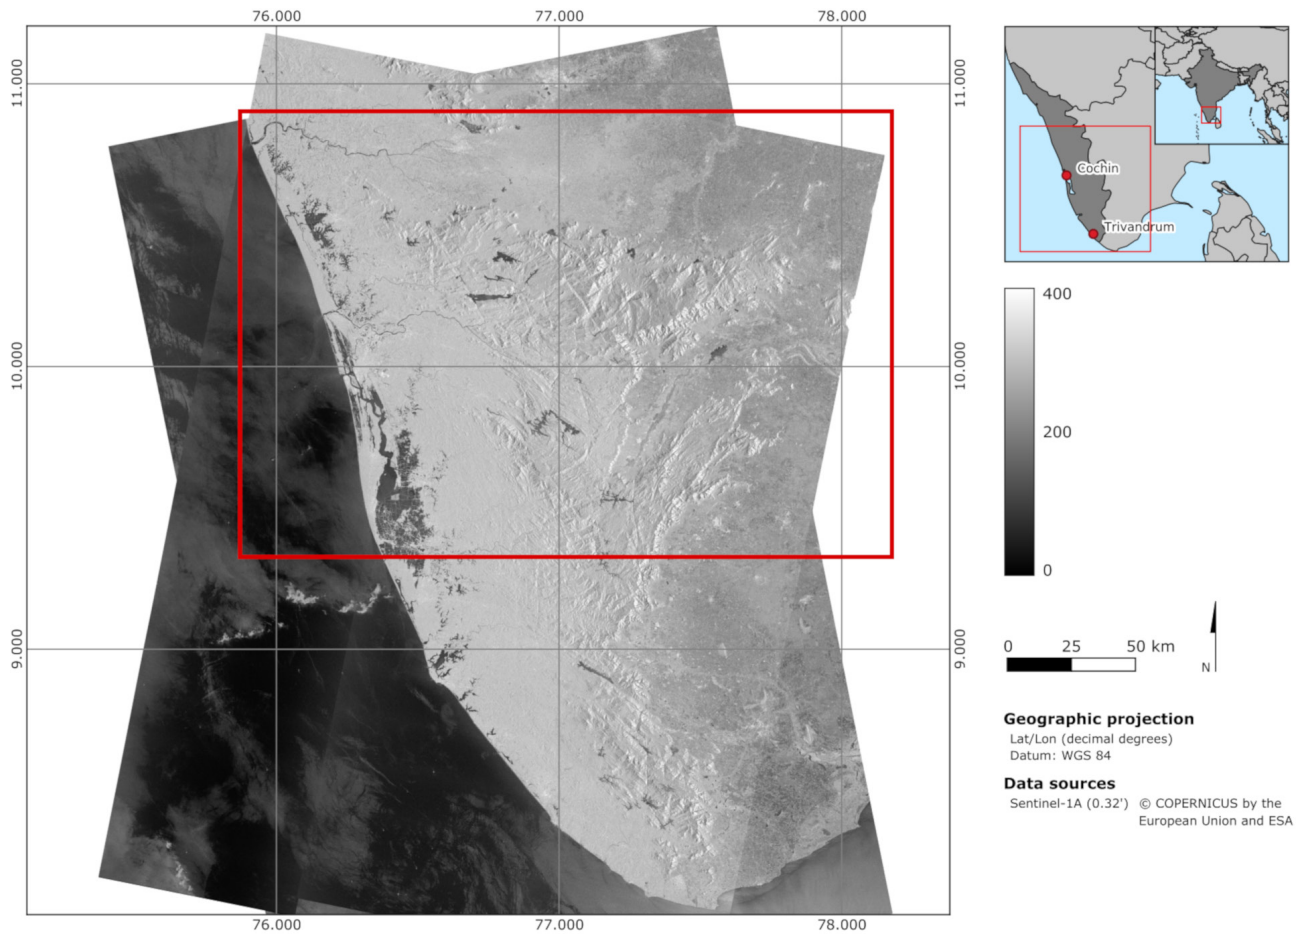 76.000 77.000 78.000
11.000 11.000
10.000 10.000
9.000 9.000
76.000 77.000 78.000
Cochin
Trivandrum
400
200
0
0 25 50 km
N
Geographic projection
Lat/Lon (decimal degrees)
Datum: WGS 84
Data sources
Sentinel-1A (0.32') © COPERNICUS by the
European Union and ESA